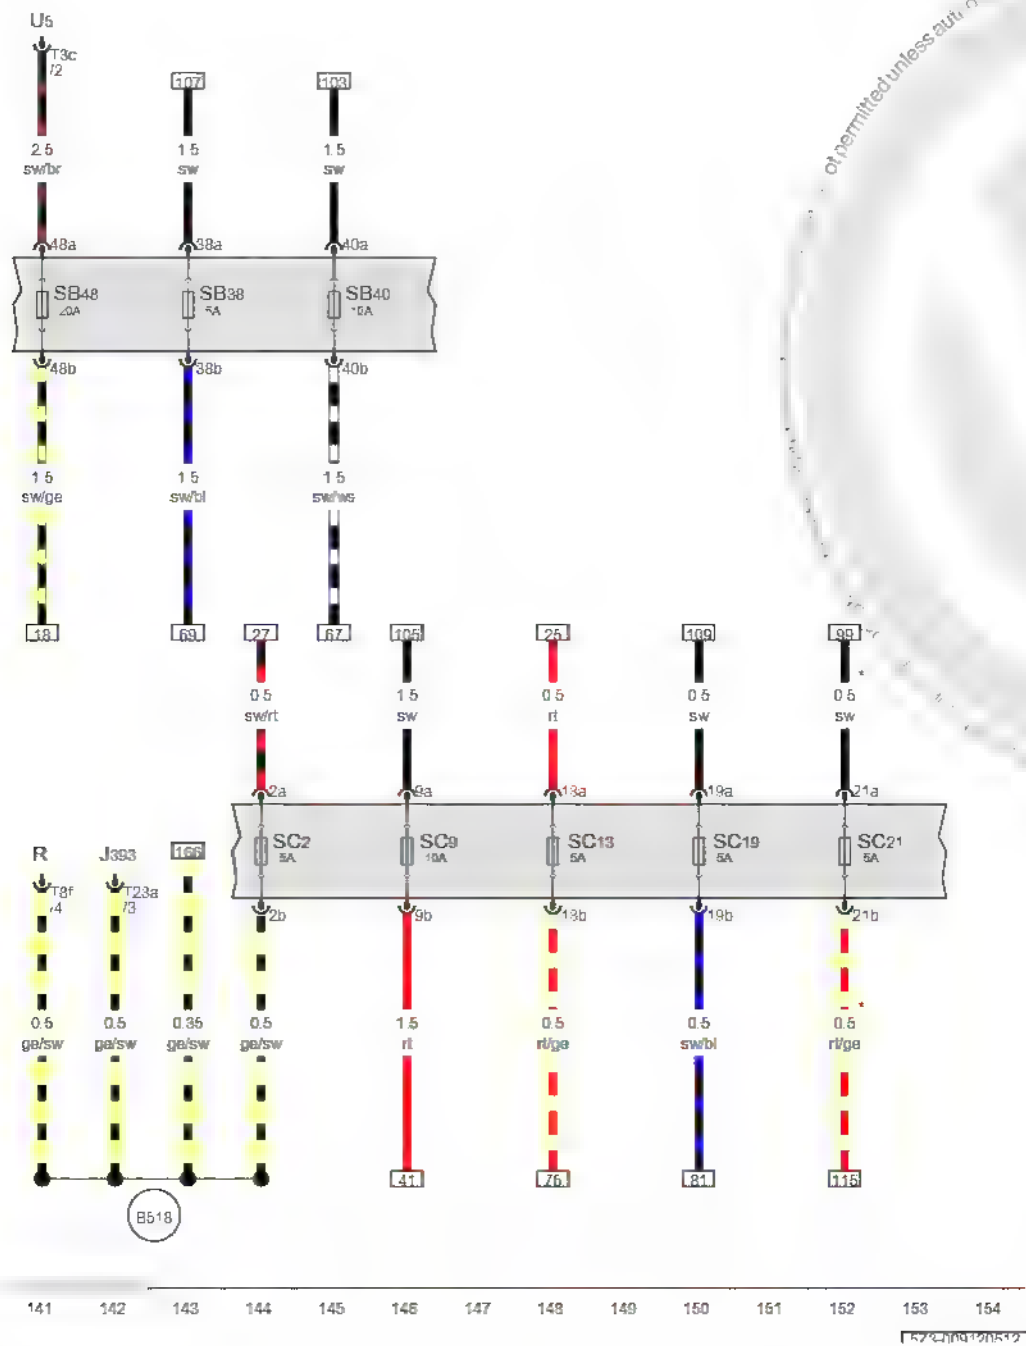 U5
T3c
/2
107
103
2.5
sw/br
1.5
sw
1.5
sw
48a
38a
40a
SB48
20A
SB38
5A
SB40
10A
48b
38b
40b
1.5
sw/ge
1.5
sw/bl
1.5
sw/ws
18
69
27
67
105
25
109
99
0.5
sw/rt
1.5
sw
0.5
rt
0.5
sw
*
0.5
sw
2a
9a
13a
19a
21a
R
J393
166
SC2
5A
SC9
10A
SC13
5A
SC19
5A
SC21
5A
T8f
/4
T23a
/3
2b
9b
13b
19b
21b
0.5
ge/sw
0.5
ge/sw
0.35
ge/sw
0.5
ge/sw
1.5
rt
0.5
rt/ge
0.5
sw/bl
*
0.5
rt/ge
41
76
81
115
B518
141 142 143 144 145 146 147 148 149 150 151 152 153 154
ot permitted unless